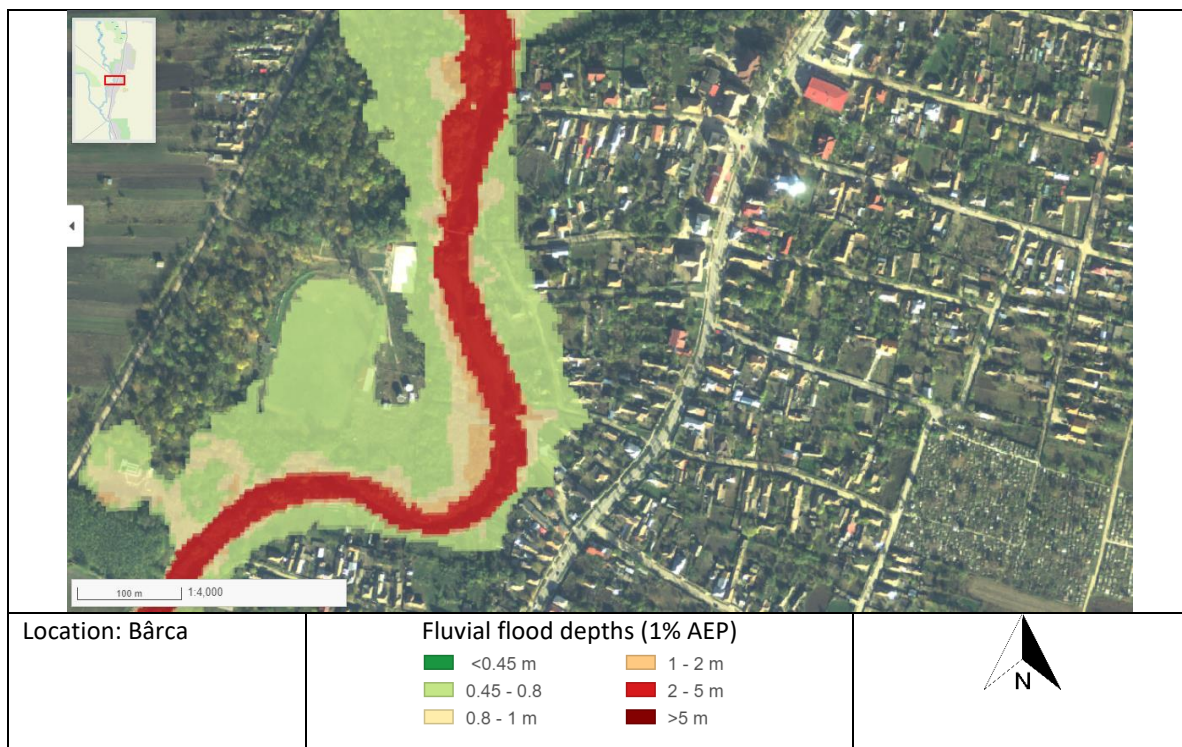 100 m 1:4,000
Location: Bârca
Fluvial flood depths (1% AEP)
<0.45 m
1 - 2 m
0.45 - 0.8
2 - 5 m
0.8 - 1 m
>5 m
N